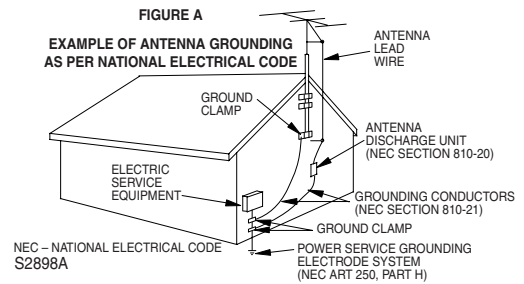 FIGURE A
EXAMPLE OF ANTENNA GROUNDING
AS PER NATIONAL ELECTRICAL CODE
ANTENNA
LEAD
WIRE
GROUND
CLAMP
ANTENNA
DISCHARGE UNIT
(NEC SECTION 810-20)
ELECTRIC
SERVICE
EQUIPMENT
GROUNDING CONDUCTORS
(NEC SECTION 810-21)
GROUND CLAMP
POWER SERVICE GROUNDING
ELECTRODE SYSTEM
(NEC ART 250, PART H)
NEC – NATIONAL ELECTRICAL CODE
S2898A